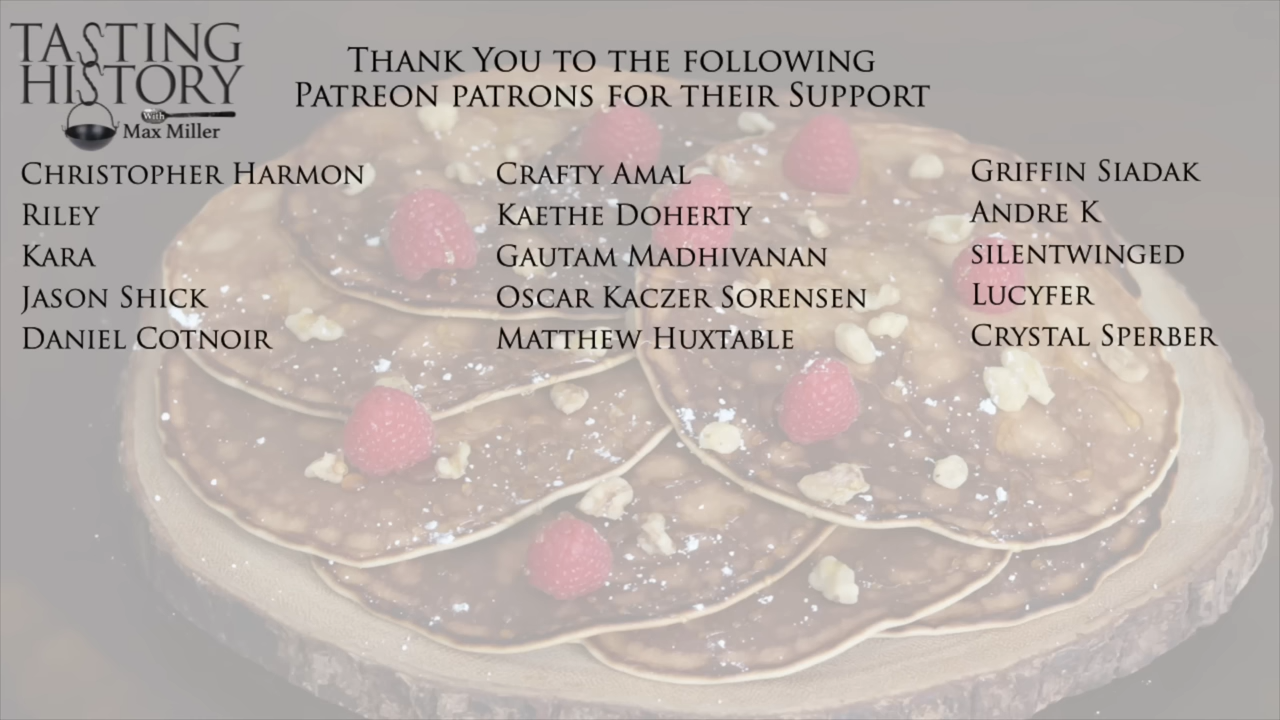 TASTING
HISTORY
With
Max Miller
Thank You to the following
Patreon patrons for their Support
Christopher Harmon
Riley
Kara
Jason Shick
Daniel Cotnoir
Crafty Amal
Kaethe Doherty
Gautam Madhivanan
Oscar Kaczer Sorensen
Matthew Huxtable
Griffin Siadak
Andre K
silentwinged
Lucyfer
Crystal Sperber